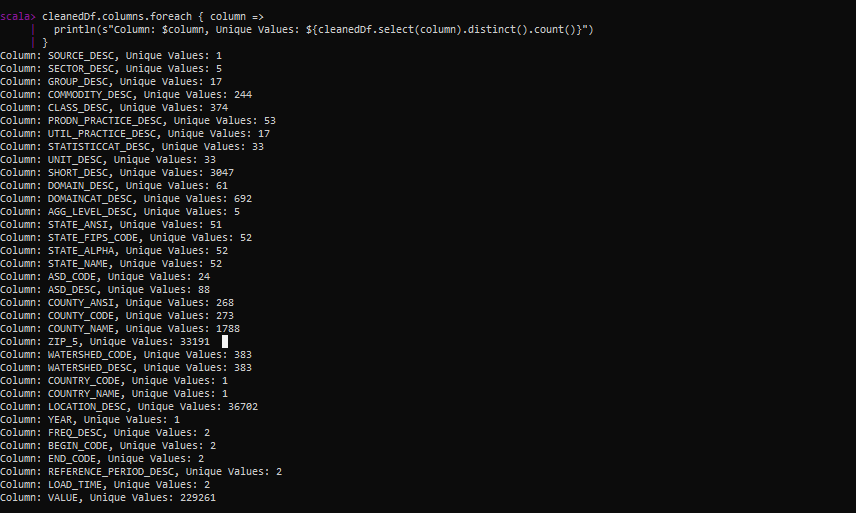 scala> cleanedDf.columns.foreach { column =>
     |   println(s"Column: $column, Unique Values: ${cleanedDf.select(column).distinct().count()}")
     | }
Column: SOURCE_DESC, Unique Values: 1
Column: SECTOR_DESC, Unique Values: 5
Column: GROUP_DESC, Unique Values: 17
Column: COMMODITY_DESC, Unique Values: 244
Column: CLASS_DESC, Unique Values: 374
Column: PRODN_PRACTICE_DESC, Unique Values: 53
Column: UTIL_PRACTICE_DESC, Unique Values: 17
Column: STATISTICCAT_DESC, Unique Values: 33
Column: UNIT_DESC, Unique Values: 33
Column: SHORT_DESC, Unique Values: 3047
Column: DOMAIN_DESC, Unique Values: 61
Column: DOMAINCAT_DESC, Unique Values: 692
Column: AGG_LEVEL_DESC, Unique Values: 5
Column: STATE_ANSI, Unique Values: 51
Column: STATE_FIPS_CODE, Unique Values: 52
Column: STATE_ALPHA, Unique Values: 52
Column: STATE_NAME, Unique Values: 52
Column: ASD_CODE, Unique Values: 24
Column: ASD_DESC, Unique Values: 88
Column: COUNTY_ANSI, Unique Values: 268
Column: COUNTY_CODE, Unique Values: 273
Column: COUNTY_NAME, Unique Values: 1788
Column: ZIP_5, Unique Values: 33191
Column: WATERSHED_CODE, Unique Values: 383
Column: WATERSHED_DESC, Unique Values: 383
Column: COUNTRY_CODE, Unique Values: 1
Column: COUNTRY_NAME, Unique Values: 1
Column: LOCATION_DESC, Unique Values: 36702
Column: YEAR, Unique Values: 1
Column: FREQ_DESC, Unique Values: 2
Column: BEGIN_CODE, Unique Values: 2
Column: END_CODE, Unique Values: 2
Column: REFERENCE_PERIOD_DESC, Unique Values: 2
Column: LOAD_TIME, Unique Values: 2
Column: VALUE, Unique Values: 229261